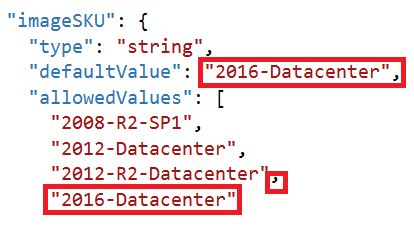 "imageSKU": {
"type": "string",
"defaultValue": "2016-Datacenter",
"allowedValues": [
"2008-R2-SP1",
"2012-Datacenter",
"2012-R2-Datacenter",
"2016-Datacenter"